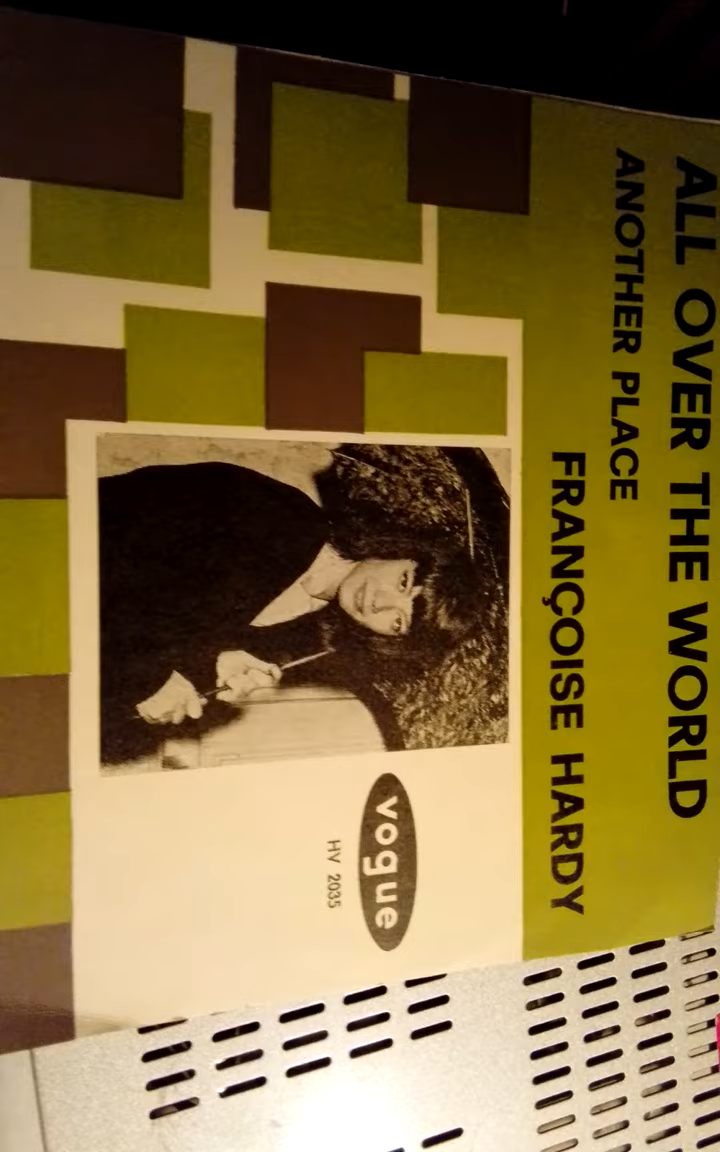 ALL OVER THE WORLD
ANOTHER PLACE
FRANÇOISE HARDY
vogue
HV 2035